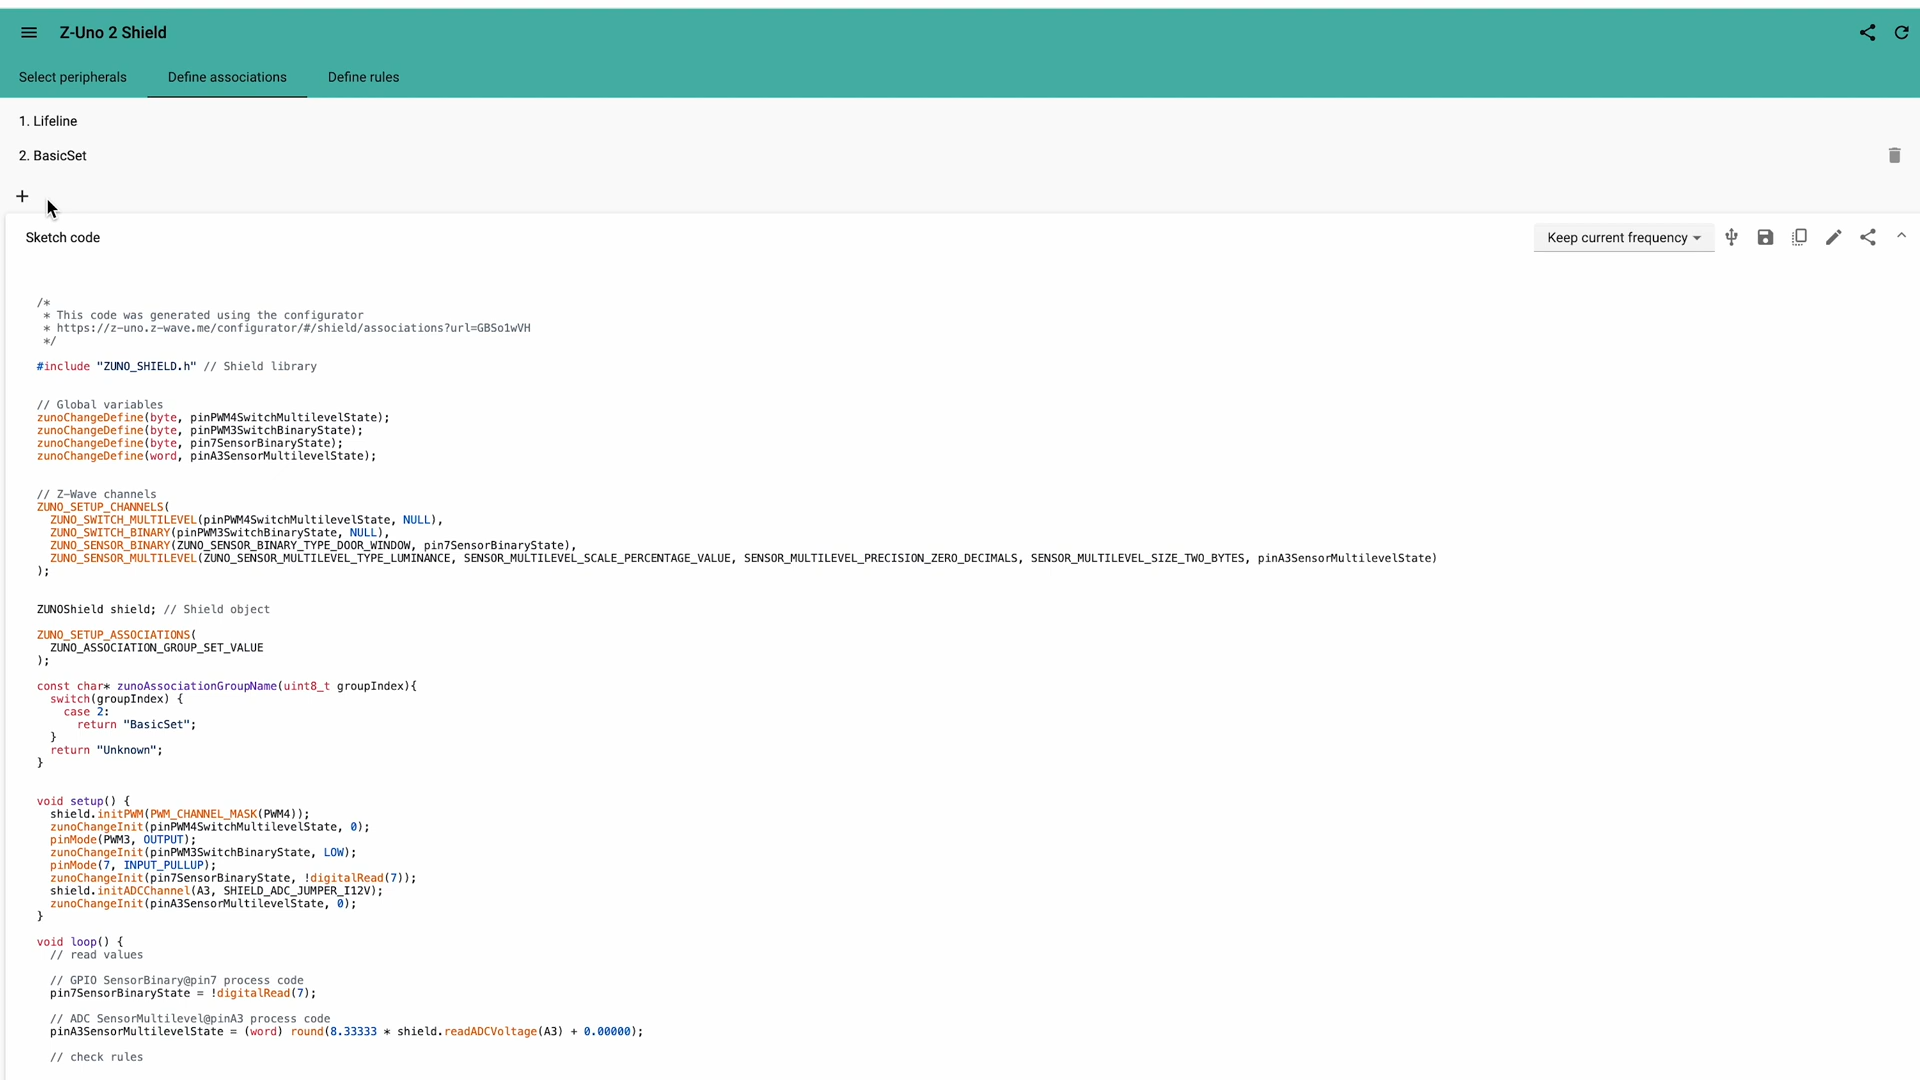 Z-Uno 2 Shield
Select peripherals
Define associations
Define rules
1. Lifeline
2. BasicSet
+
Sketch code
Keep current frequency
/*
 * This code was generated using the configurator
 * https://z-uno.z-wave.me/configurator/#/shield/associations?url=GBSo1wVH
 */
#include "ZUNO_SHIELD.h" // Shield library
// Global variables
zunoChangeDefine(byte, pinPWM4SwitchMultilevelState);
zunoChangeDefine(byte, pinPWM3SwitchBinaryState);
zunoChangeDefine(byte, pin7SensorBinaryState);
zunoChangeDefine(word, pinA3SensorMultilevelState);
// Z-Wave channels
ZUNO_SETUP_CHANNELS(
  ZUNO_SWITCH_MULTILEVEL(pinPWM4SwitchMultilevelState, NULL),
  ZUNO_SWITCH_BINARY(pinPWM3SwitchBinaryState, NULL),
  ZUNO_SENSOR_BINARY(ZUNO_SENSOR_BINARY_TYPE_DOOR_WINDOW, pin7SensorBinaryState),
  ZUNO_SENSOR_MULTILEVEL(ZUNO_SENSOR_MULTILEVEL_TYPE_LUMINANCE, SENSOR_MULTILEVEL_SCALE_PERCENTAGE_VALUE, SENSOR_MULTILEVEL_PRECISION_ZERO_DECIMALS, SENSOR_MULTILEVEL_SIZE_TWO_BYTES, pinA3SensorMultilevelState)
);
ZUNOShield shield; // Shield object
ZUNO_SETUP_ASSOCIATIONS(
  ZUNO_ASSOCIATION_GROUP_SET_VALUE
);
const char* zunoAssociationGroupName(uint8_t groupIndex){
  switch(groupIndex) {
    case 2:
      return "BasicSet";
  }
  return "Unknown";
}
void setup() {
  shield.initPWM(PWM_CHANNEL_MASK(PWM4));
  zunoChangeInit(pinPWM4SwitchMultilevelState, 0);
  pinMode(PWM3, OUTPUT);
  zunoChangeInit(pinPWM3SwitchBinaryState, LOW);
  pinMode(7, INPUT_PULLUP);
  zunoChangeInit(pin7SensorBinaryState, !digitalRead(7));
  shield.initADCChannel(A3, SHIELD_ADC_JUMPER_I12V);
  zunoChangeInit(pinA3SensorMultilevelState, 0);
}
void loop() {
  // read values
  // GPIO SensorBinary@pin7 process code
  pin7SensorBinaryState = !digitalRead(7);
  // ADC SensorMultilevel@pinA3 process code
  pinA3SensorMultilevelState = (word) round(8.33333 * shield.readADCVoltage(A3) + 0.00000);
  // check rules